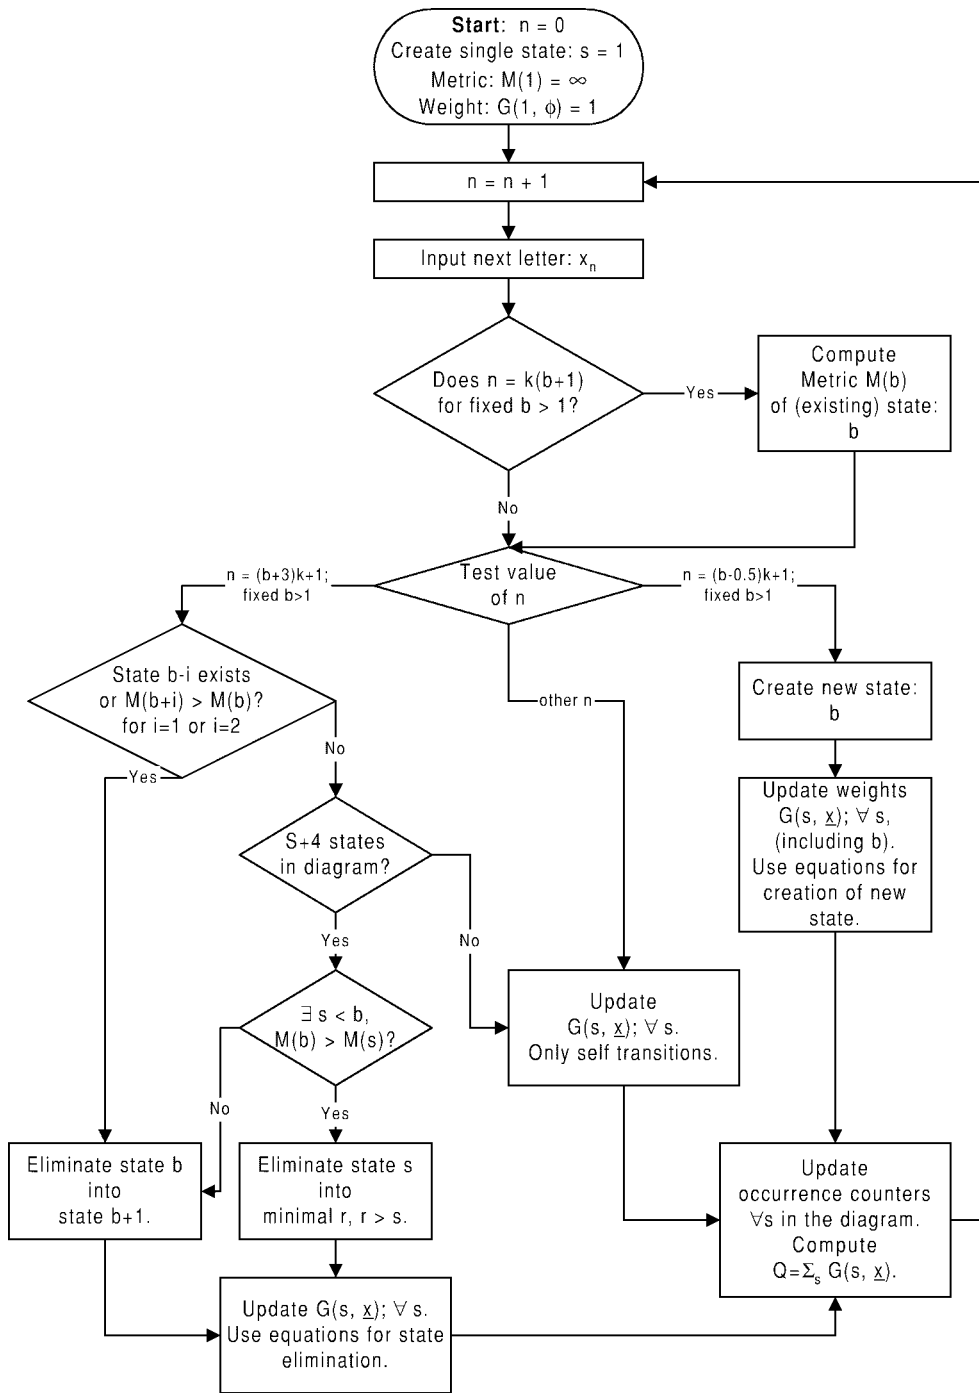 Start: n = 0
Create single state: s = 1
Metric: M(1) = ∞
Weight: G(1, ϕ) = 1
n = n + 1
Input next letter: xₙ
Does n = k(b+1)
for fixed b > 1?
Yes
Compute
Metric M(b)
of (existing) state:
b
No
Test value
of n
n = (b+3)k+1;
fixed b>1
n = (b-0.5)k+1;
fixed b>1
other n
State b-i exists
or M(b+i) > M(b)?
for i=1 or i=2
Yes
No
Create new state:
b
Update weights
G(s, x); ∀ s,
(including b).
Use equations for
creation of new
state.
S+4 states
in diagram?
Yes
No
∃ s < b,
M(b) > M(s)?
No
Yes
Update
G(s, x); ∀ s.
Only self transitions.
Eliminate state b
into
state b+1.
Eliminate state s
into
minimal r, r > s.
Update
occurrence counters
∀s in the diagram.
Compute
Q=Σₛ G(s, x).
Update G(s, x); ∀ s.
Use equations for state
elimination.